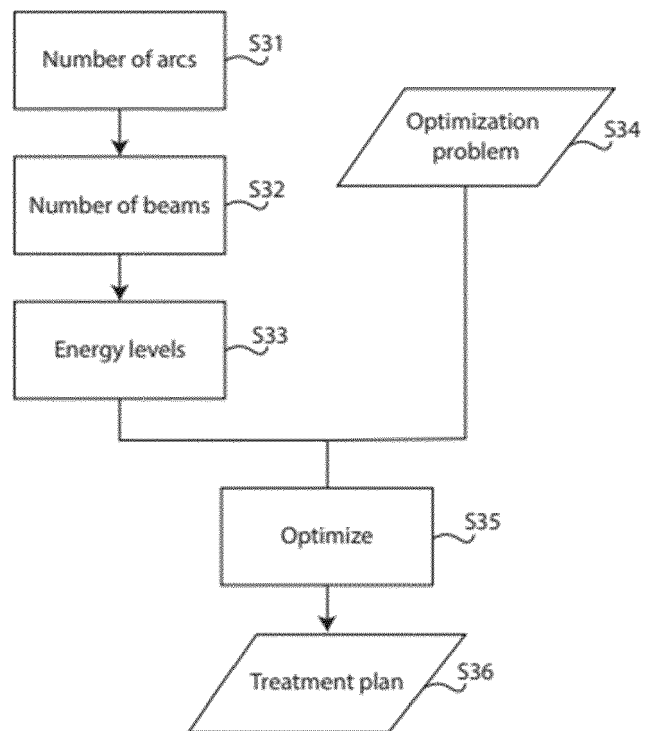 Number of arcs
S31
Optimization
problem
S34
Number of beams
S32
Energy levels
S33
Optimize
S35
Treatment plan
S36